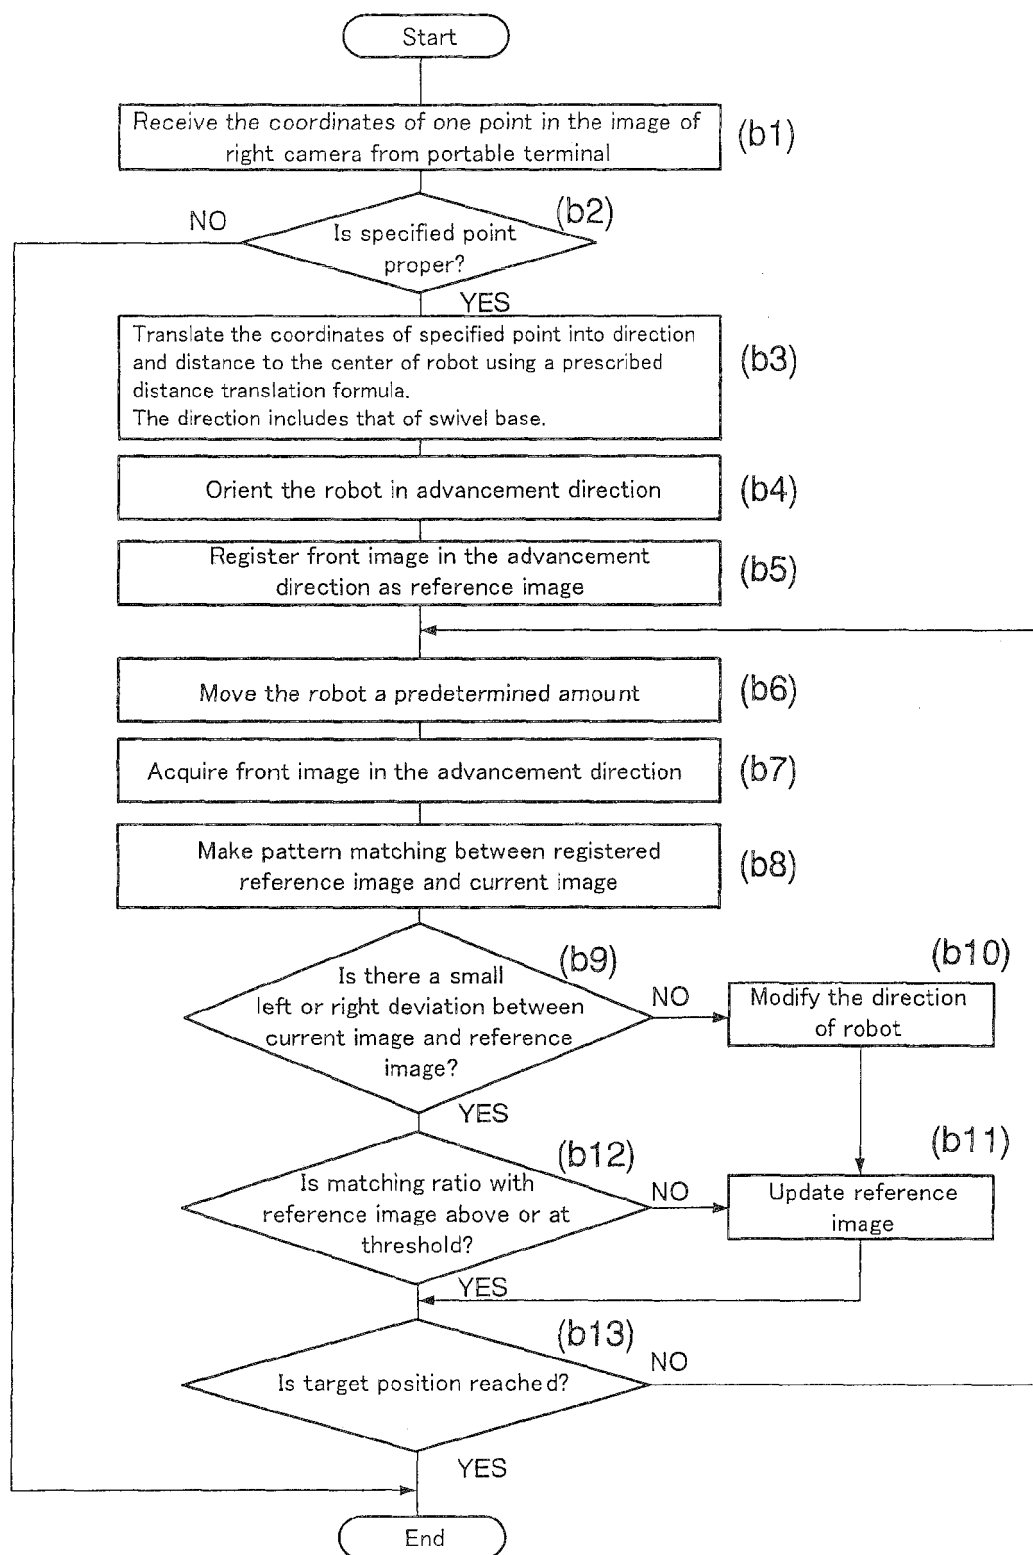 Start
Receive the coordinates of one point in the image of
right camera from portable terminal
(b1)
(b2)
NO
Is specified point
proper?
YES
Translate the coordinates of specified point into direction
and distance to the center of robot using a prescribed
distance translation formula.
The direction includes that of swivel base.
(b3)
Orient the robot in advancement direction
(b4)
Register front image in the advancement
direction as reference image
(b5)
Move the robot a predetermined amount
(b6)
Acquire front image in the advancement direction
(b7)
Make pattern matching between registered
reference image and current image
(b8)
(b9)
Is there a small
left or right deviation between
current image and reference
image?
NO
(b10)
Modify the direction
of robot
YES
(b12)
Is matching ratio with
reference image above or at
threshold?
NO
(b11)
Update reference
image
YES
(b13)
Is target position reached?
NO
YES
End